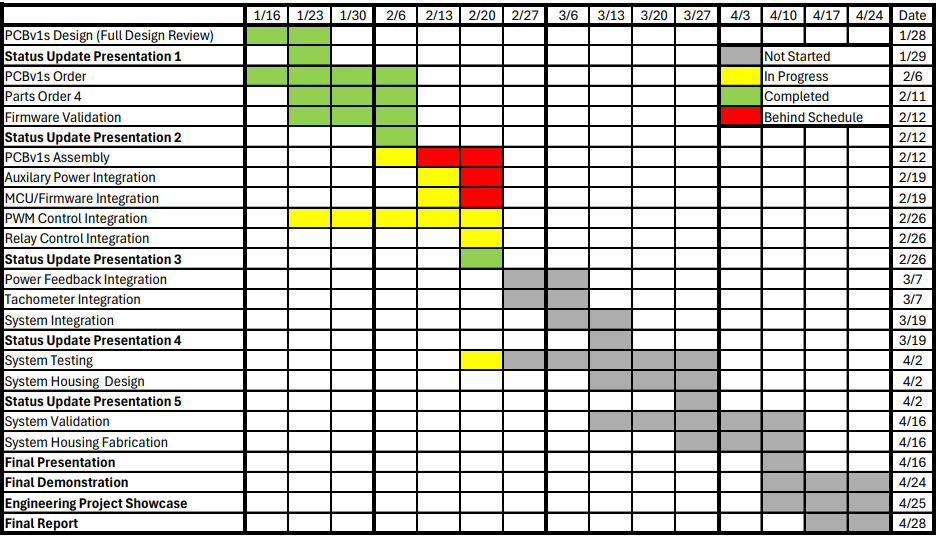 1/16 1/23 1/30 2/6 2/13 2/20 2/27 3/6 3/13 3/20 3/27 4/3 4/10 4/17 4/24 Date
PCBv1s Design (Full Design Review) 1/28
Status Update Presentation 1 Not Started 1/29
PCBv1s Order In Progress 2/6
Parts Order 4 Completed 2/11
Firmware Validation Behind Schedule 2/12
Status Update Presentation 2 2/12
PCBv1s Assembly 2/12
Auxilary Power Integration 2/19
MCU/Firmware Integration 2/19
PWM Control Integration 2/26
Relay Control Integration 2/26
Status Update Presentation 3 2/26
Power Feedback Integration 3/7
Tachometer Integration 3/7
System Integration 3/19
Status Update Presentation 4 3/19
System Testing 4/2
System Housing Design 4/2
Status Update Presentation 5 4/2
System Validation 4/16
System Housing Fabrication 4/16
Final Presentation 4/16
Final Demonstration 4/24
Engineering Project Showcase 4/25
Final Report 4/28